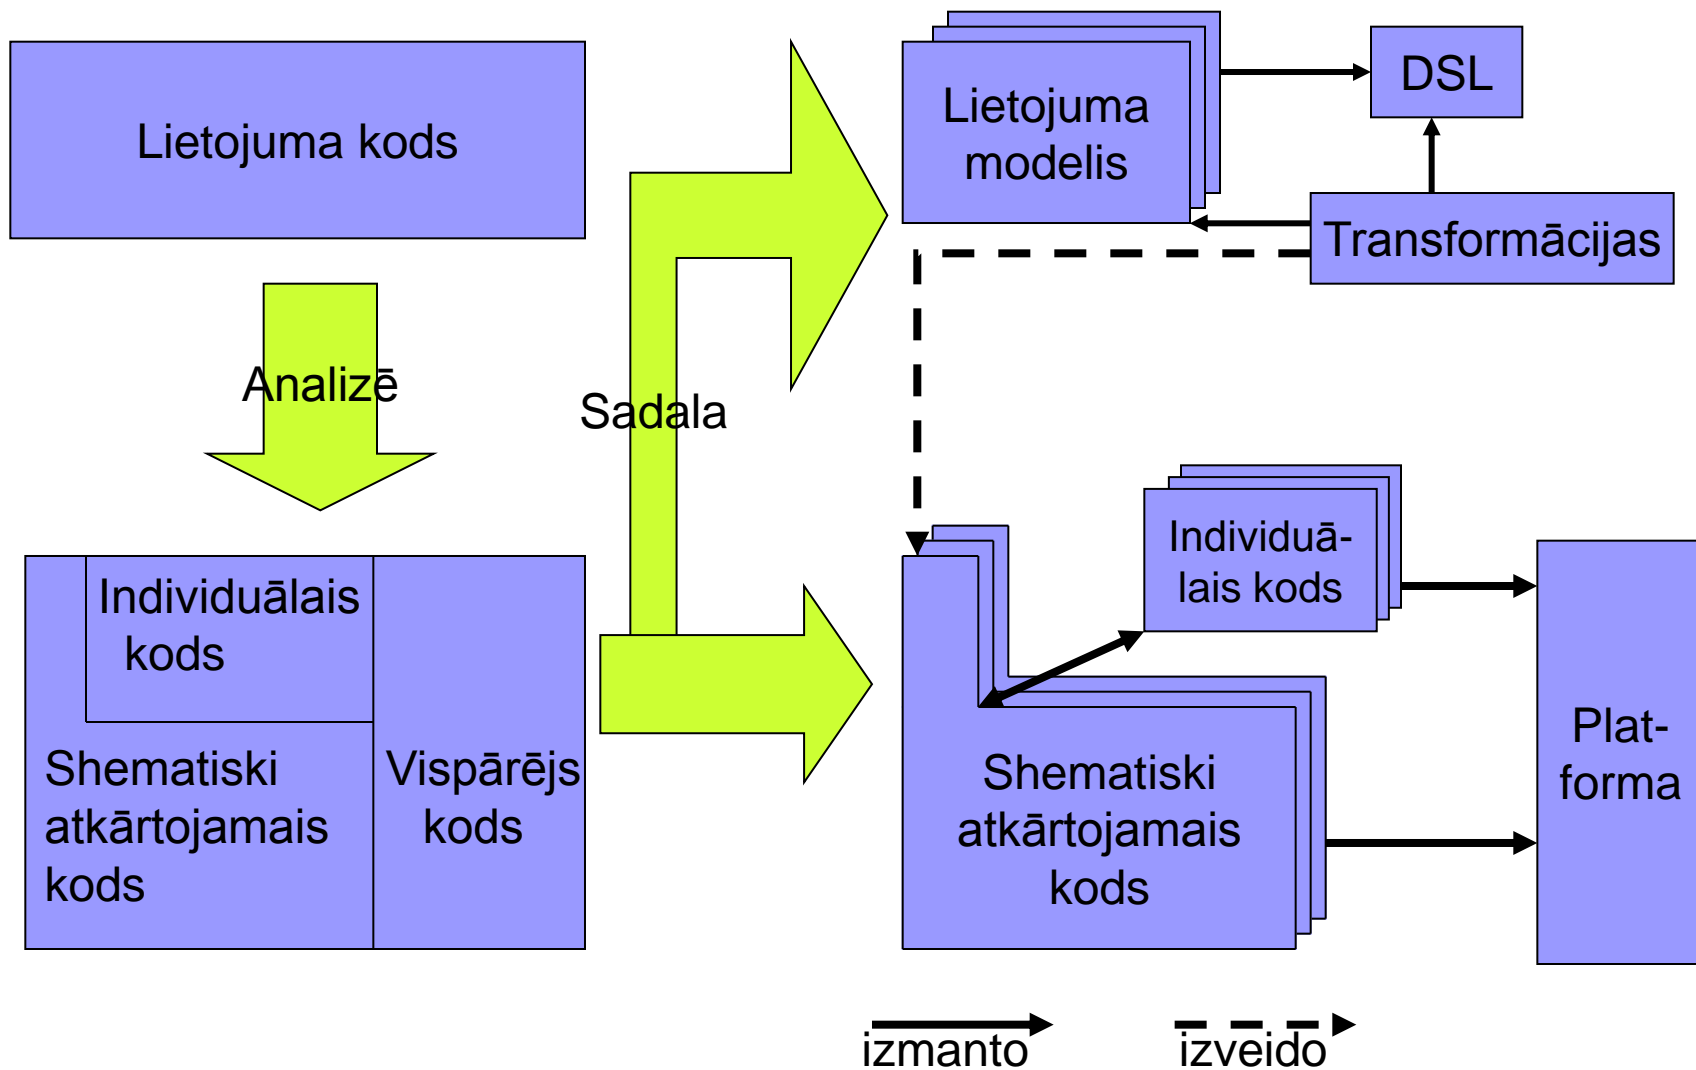 Lietojuma kods
Analizē
Individuālais
kods
Shematiski
atkārtojamais
kods
Vispārējs
kods
Sadala
Lietojuma
modelis
DSL
Transformācijas
Individuā-
lais kods
Shematiski
atkārtojamais
kods
Plat-
forma
izmanto
izveido